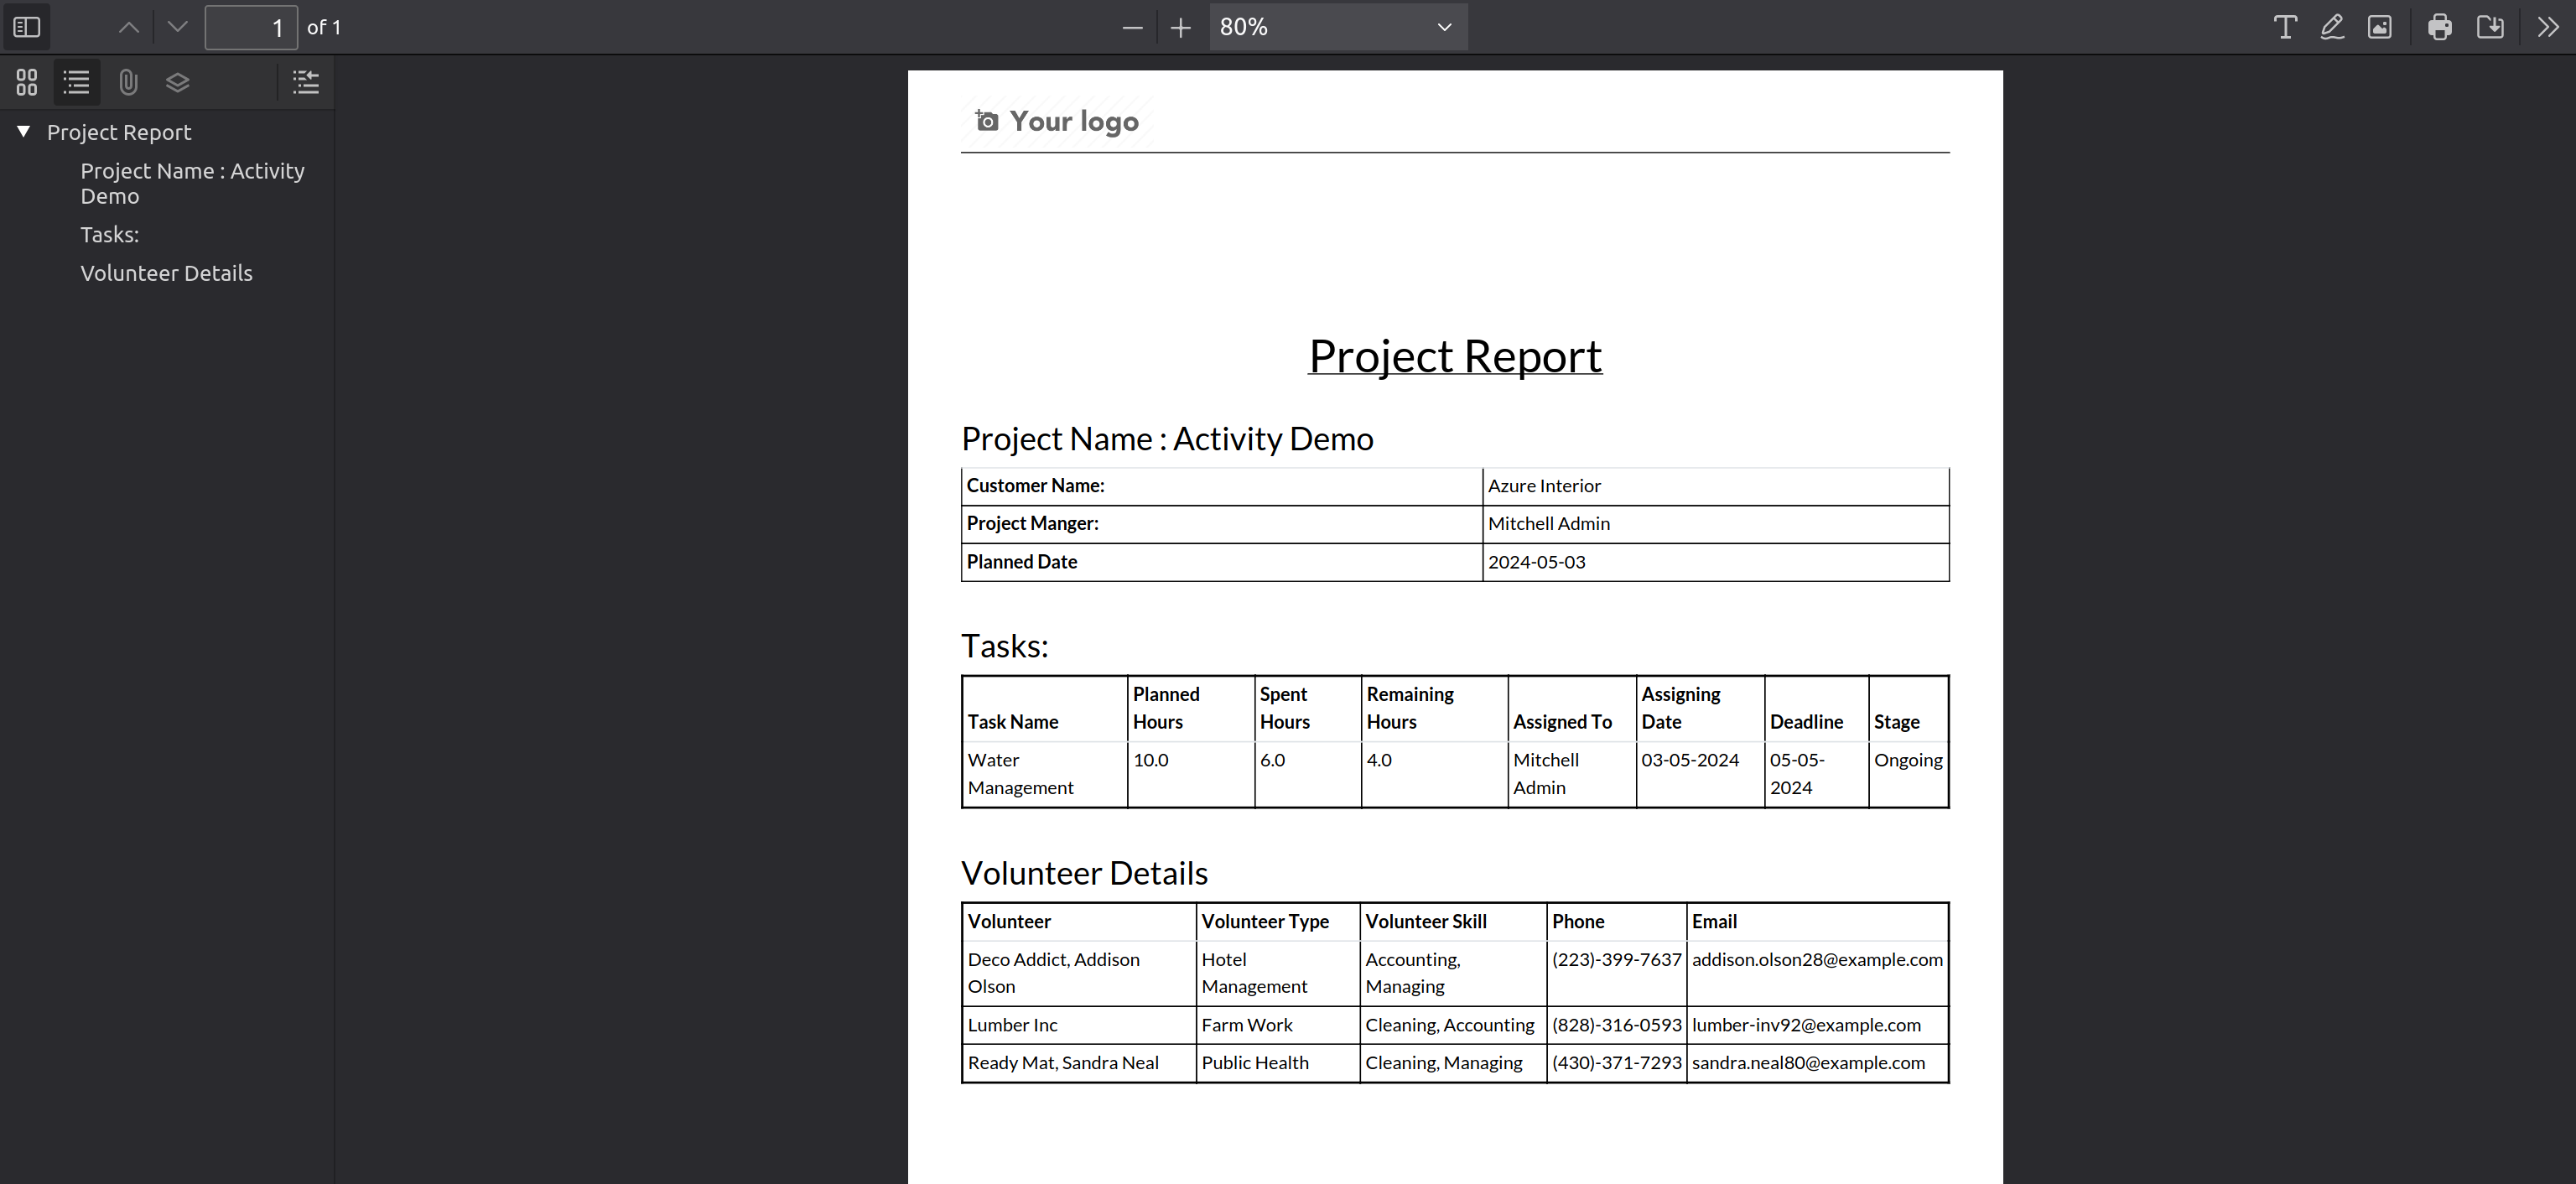 1 of 1
80%
Project Report
Project Name : Activity
Demo
Tasks:
Volunteer Details
Your logo
Project Report
Project Name : Activity Demo
Customer Name: Azure Interior
Project Manger: Mitchell Admin
Planned Date 2024-05-03
Tasks:
Task Name Planned Hours Spent Hours Remaining Hours Assigned To Assigning Date Deadline Stage
Water Management 10.0 6.0 4.0 Mitchell Admin 03-05-2024 05-05-2024 Ongoing
Volunteer Details
Volunteer Volunteer Type Volunteer Skill Phone Email
Deco Addict, Addison Olson Hotel Management Accounting, Managing (223)-399-7637 addison.olson28@example.com
Lumber Inc Farm Work Cleaning, Accounting (828)-316-0593 lumber-inv92@example.com
Ready Mat, Sandra Neal Public Health Cleaning, Managing (430)-371-7293 sandra.neal80@example.com